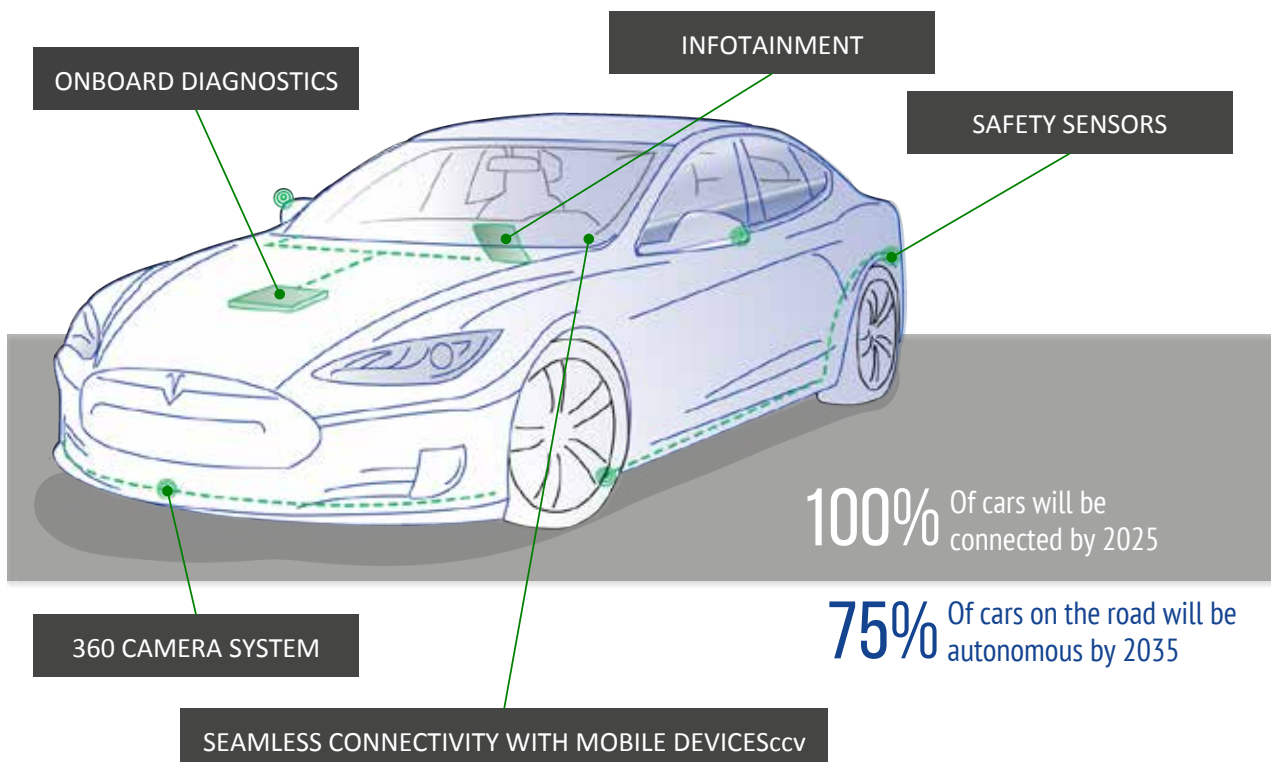 INFOTAINMENT
ONBOARD DIAGNOSTICS
SAFETY SENSORS
100% Of cars will be
connected by 2025
75% Of cars on the road will be
autonomous by 2035
360 CAMERA SYSTEM
SEAMLESS CONNECTIVITY WITH MOBILE DEVICESccv